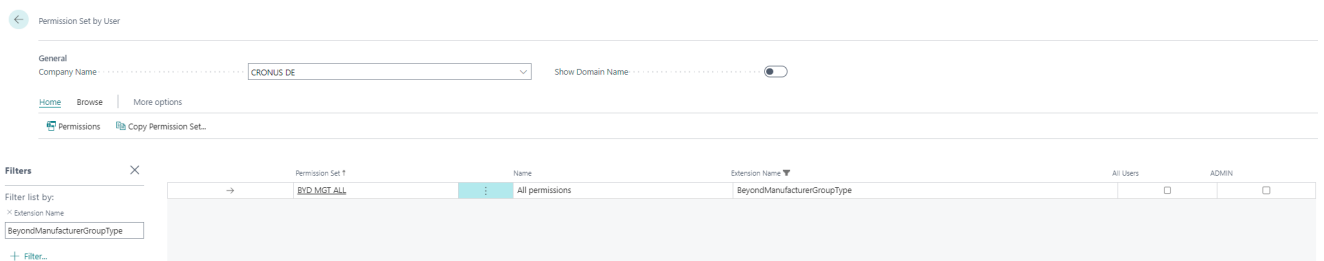 Permission Set by User
General
Company Name CRONUS DE Show Domain Name
Home Browse More options
Permissions Copy Permission Set...
Filters
Filter list by:
× Extension Name
BeyondManufacturerGroupType
+ Filter...
Permission Set ↑ Name Extension Name All Users ADMIN
→ BYD MGT ALL All permissions BeyondManufacturerGroupType